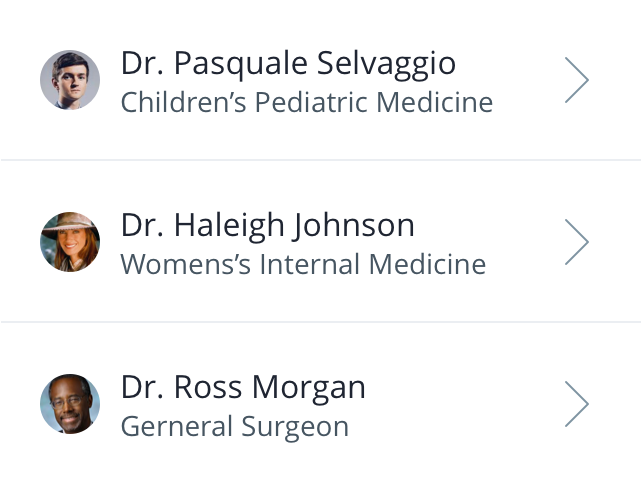 Dr. Pasquale Selvaggio
Children’s Pediatric Medicine
Dr. Haleigh Johnson
Womens’s Internal Medicine
Dr. Ross Morgan
Gerneral Surgeon